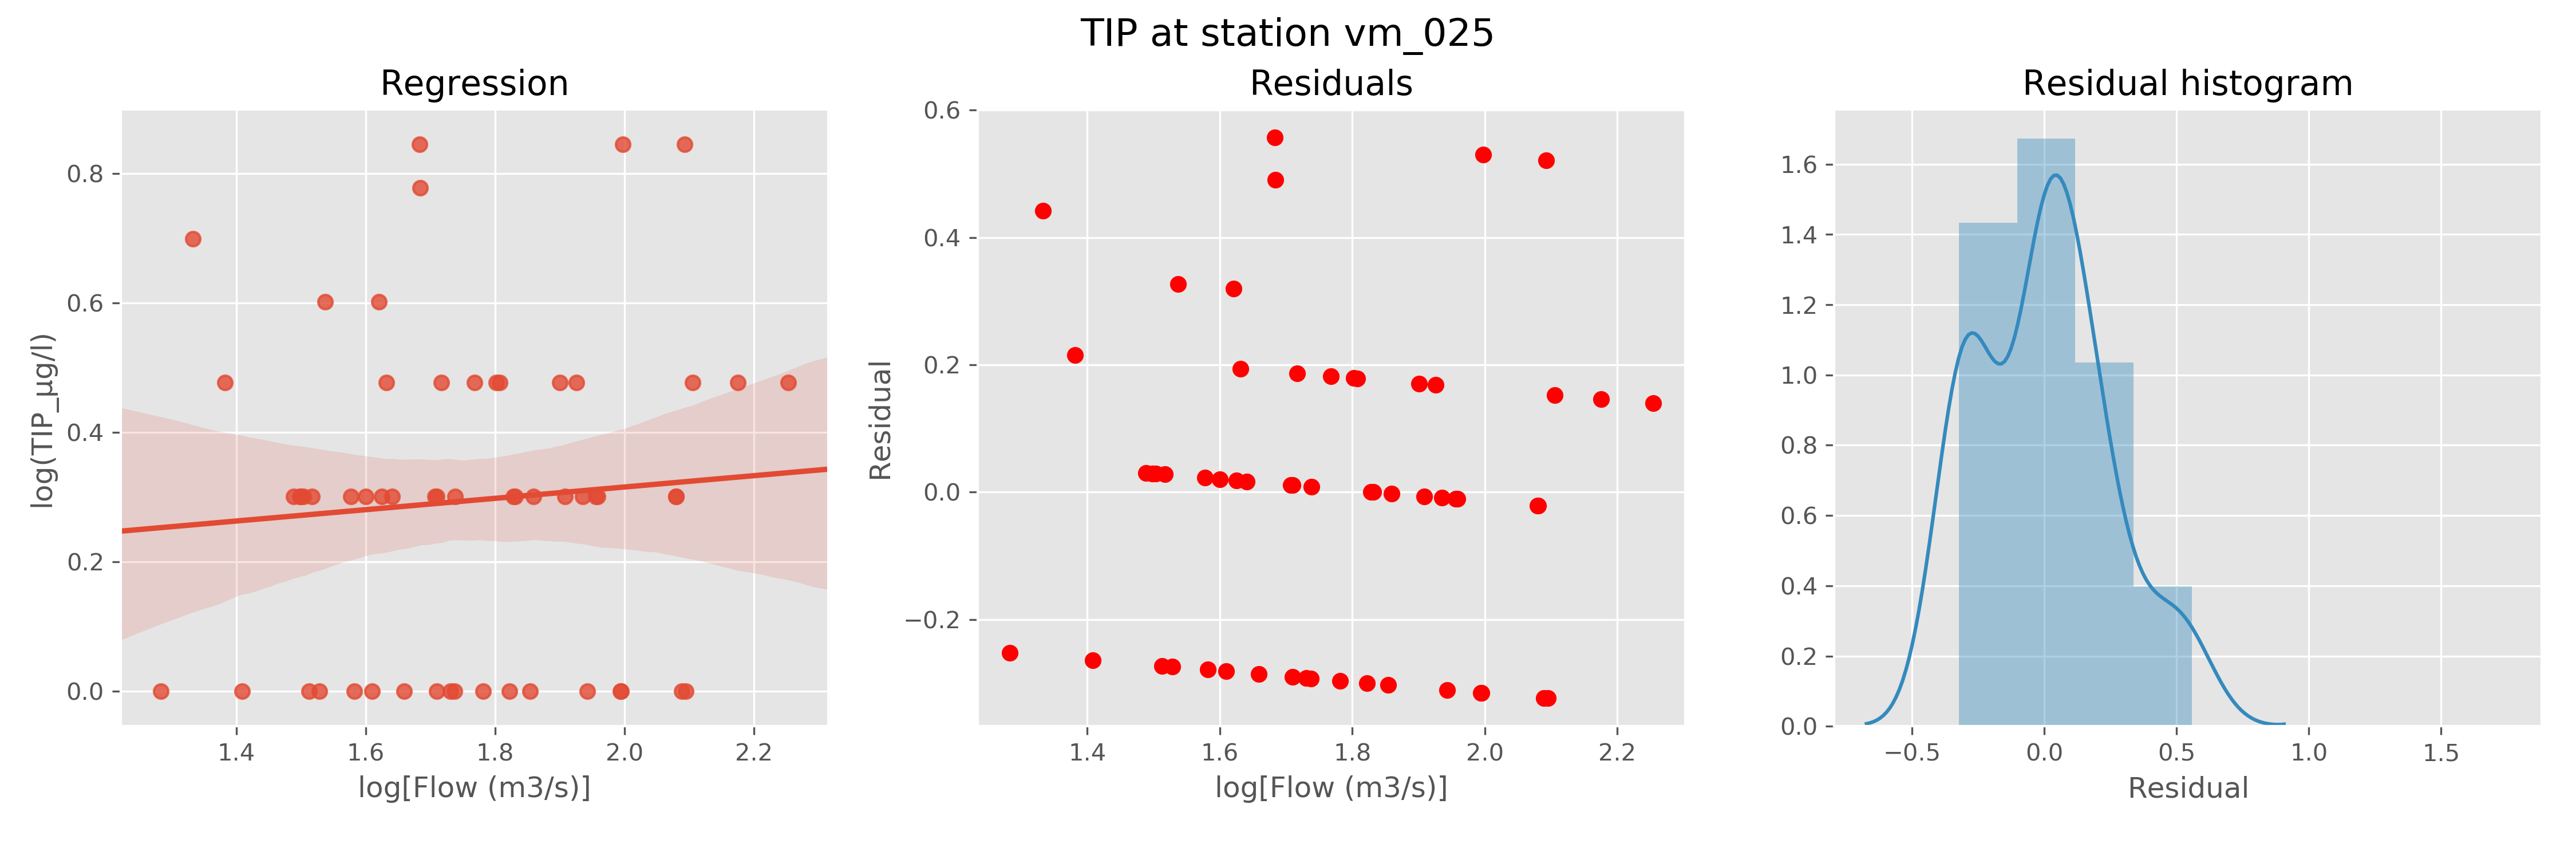 TIP at station vm_025
Regression
0.8
0.6
0.4
0.2
0.0
log(TIP_µg/l)
1.4 1.6 1.8 2.0 2.2
log[Flow (m3/s)]
Residuals
0.6
0.4
0.2
0.0
−0.2
Residual
1.4 1.6 1.8 2.0 2.2
log[Flow (m3/s)]
Residual histogram
1.6
1.4
1.2
1.0
0.8
0.6
0.4
0.2
0.0
−0.5 0.0 0.5 1.0 1.5
Residual